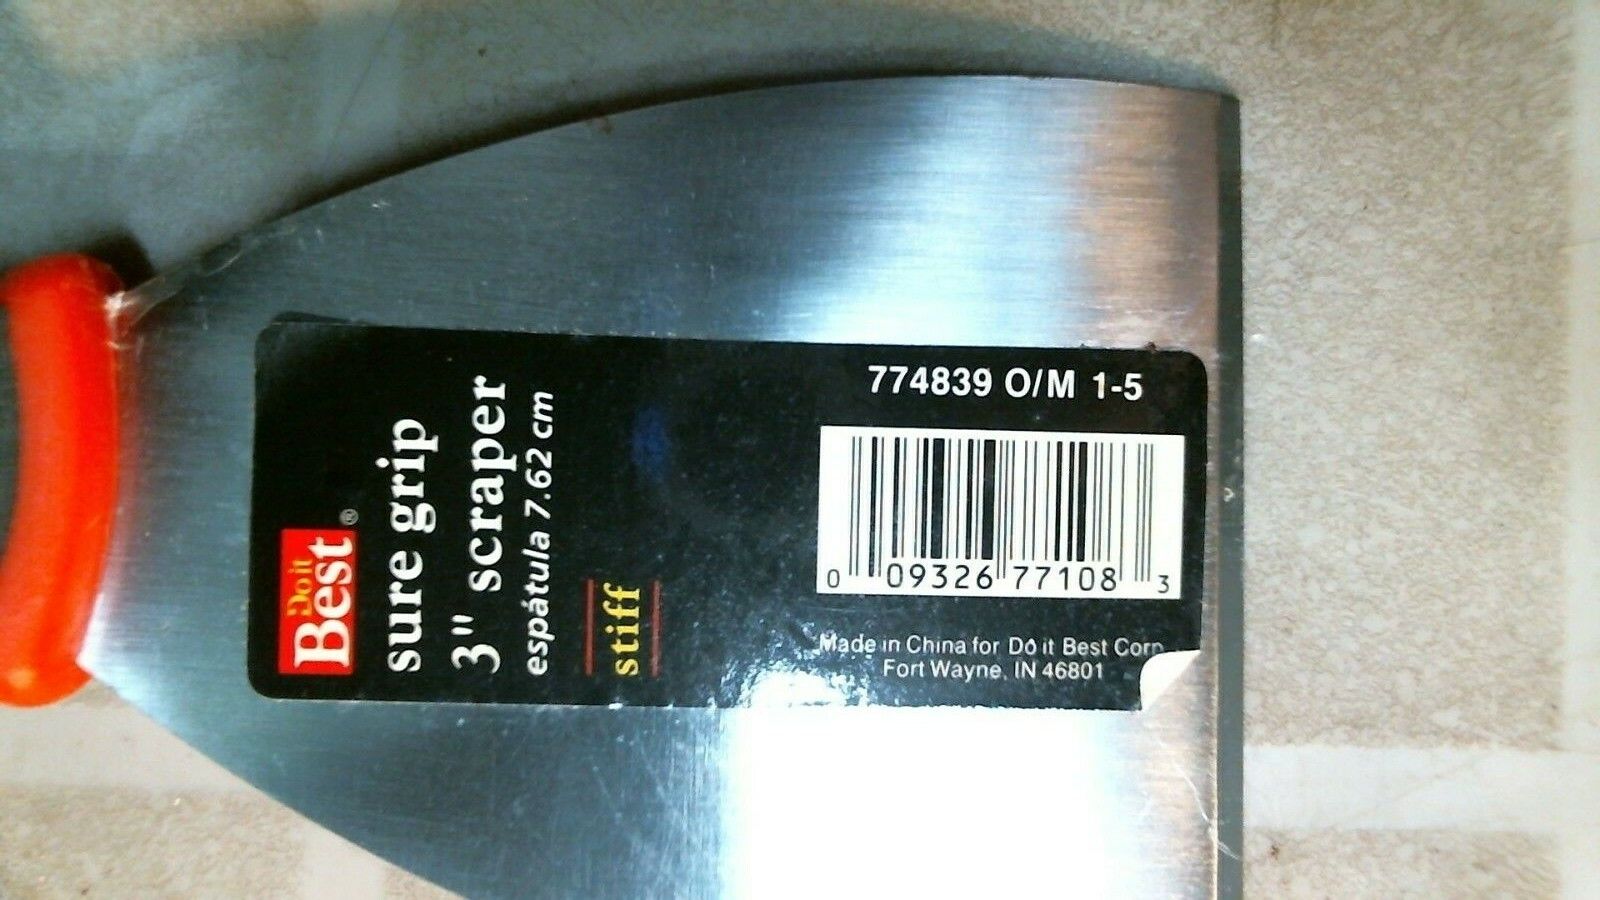 Do it
Best®
sure grip
3" scraper
espátula 7.62 cm
stiff
774839 O/M 1-5
0 09326 77108 3
Made in China for Do it Best Corp.
Fort Wayne, IN 46801